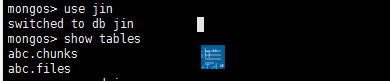 mongos> use jin
switched to db jin
mongos> show tables
abc.chunks
abc.files